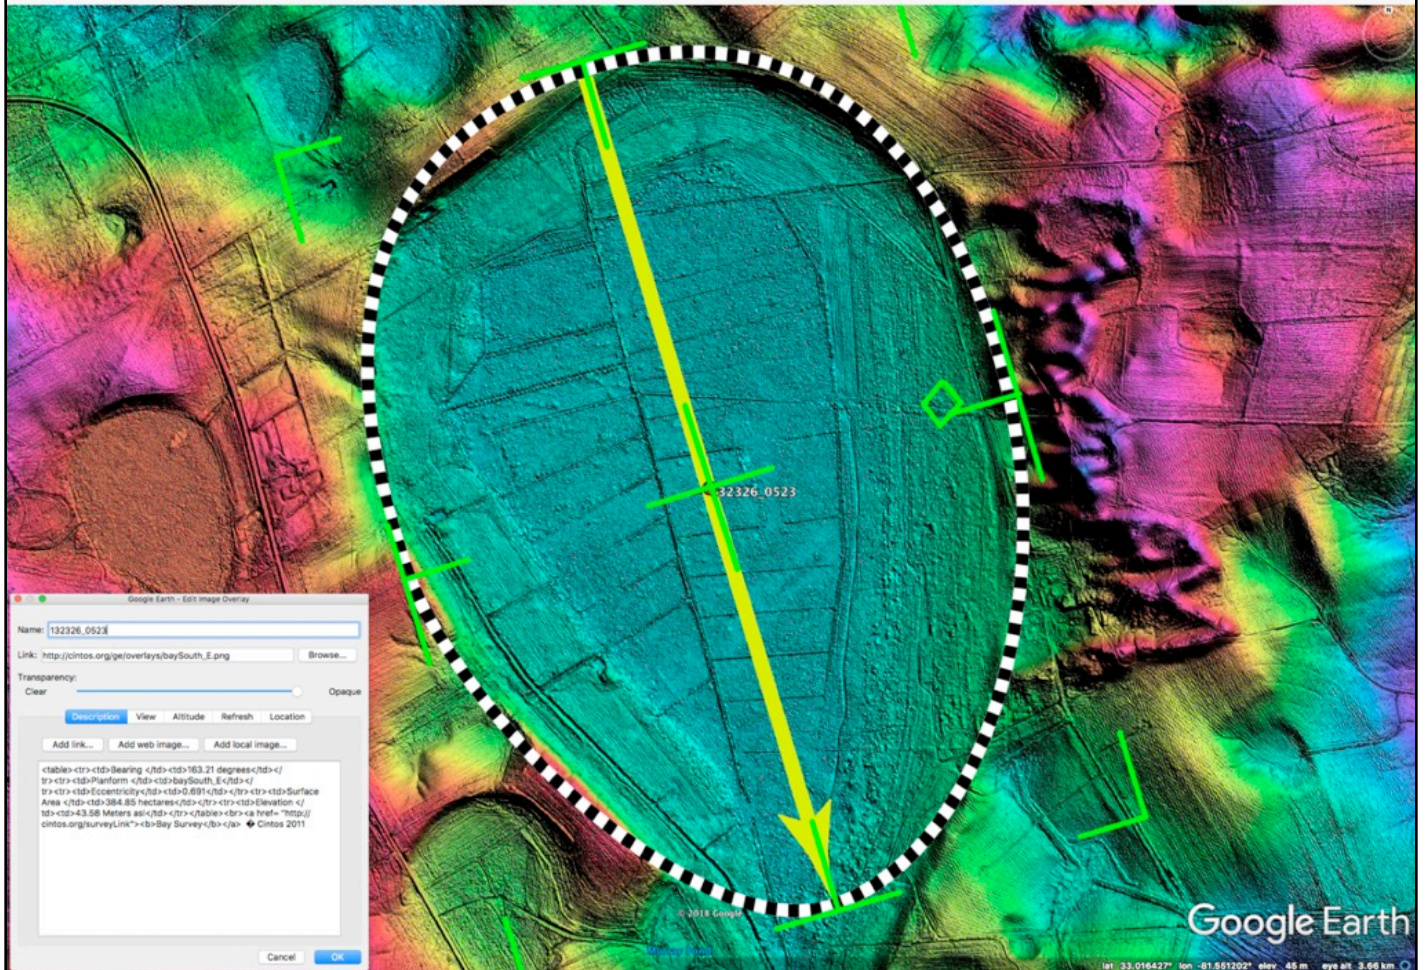 N
32326_0523
Google Earth - Edit Image Overlay
Name: 132326_0523
Link: http://cintos.org/ge/overlays/baySouth_E.png Browse...
Transparency:
Clear Opaque
Description View Altitude Refresh Location
Add link... Add web image... Add local image...
<table><tr><td>Bearing </td><td>163.21 degrees</td></
tr><tr><td>Planform </td><td>baySouth_E</td></
tr><tr><td>Eccentricity</td><td>0.691</td></tr><tr><td>Surface
Area </td><td>384.85 hectares</td></tr><tr><td>Elevation </
td><td>43.58 Meters asl</td></tr></table><br><a href= "http://
cintos.org/surveyLink"><b>Bay Survey</b></a> � Cintos 2011
Cancel OK
© 2018 Google
Google Earth
lat 33.016427° lon -81.551202° elev 45 m eye alt 3.66 km